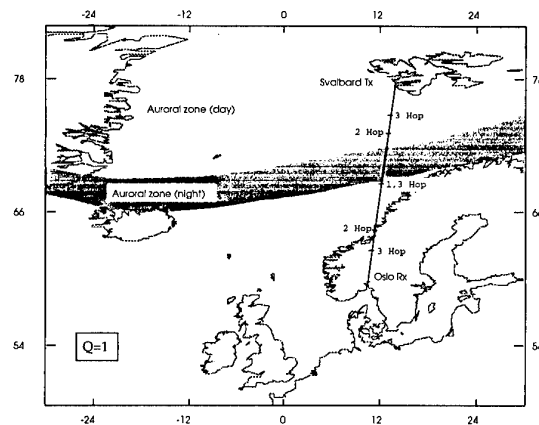 -24 -12 0 12 24
78
Svalbard Tx
3 Hop
Auroral zone (day)
2 Hop
Auroral zone (night)
1,3 Hop
66
2 Hop
3 Hop
Oslo Rx
54 54
Q=1
-24 -12 0 12 24